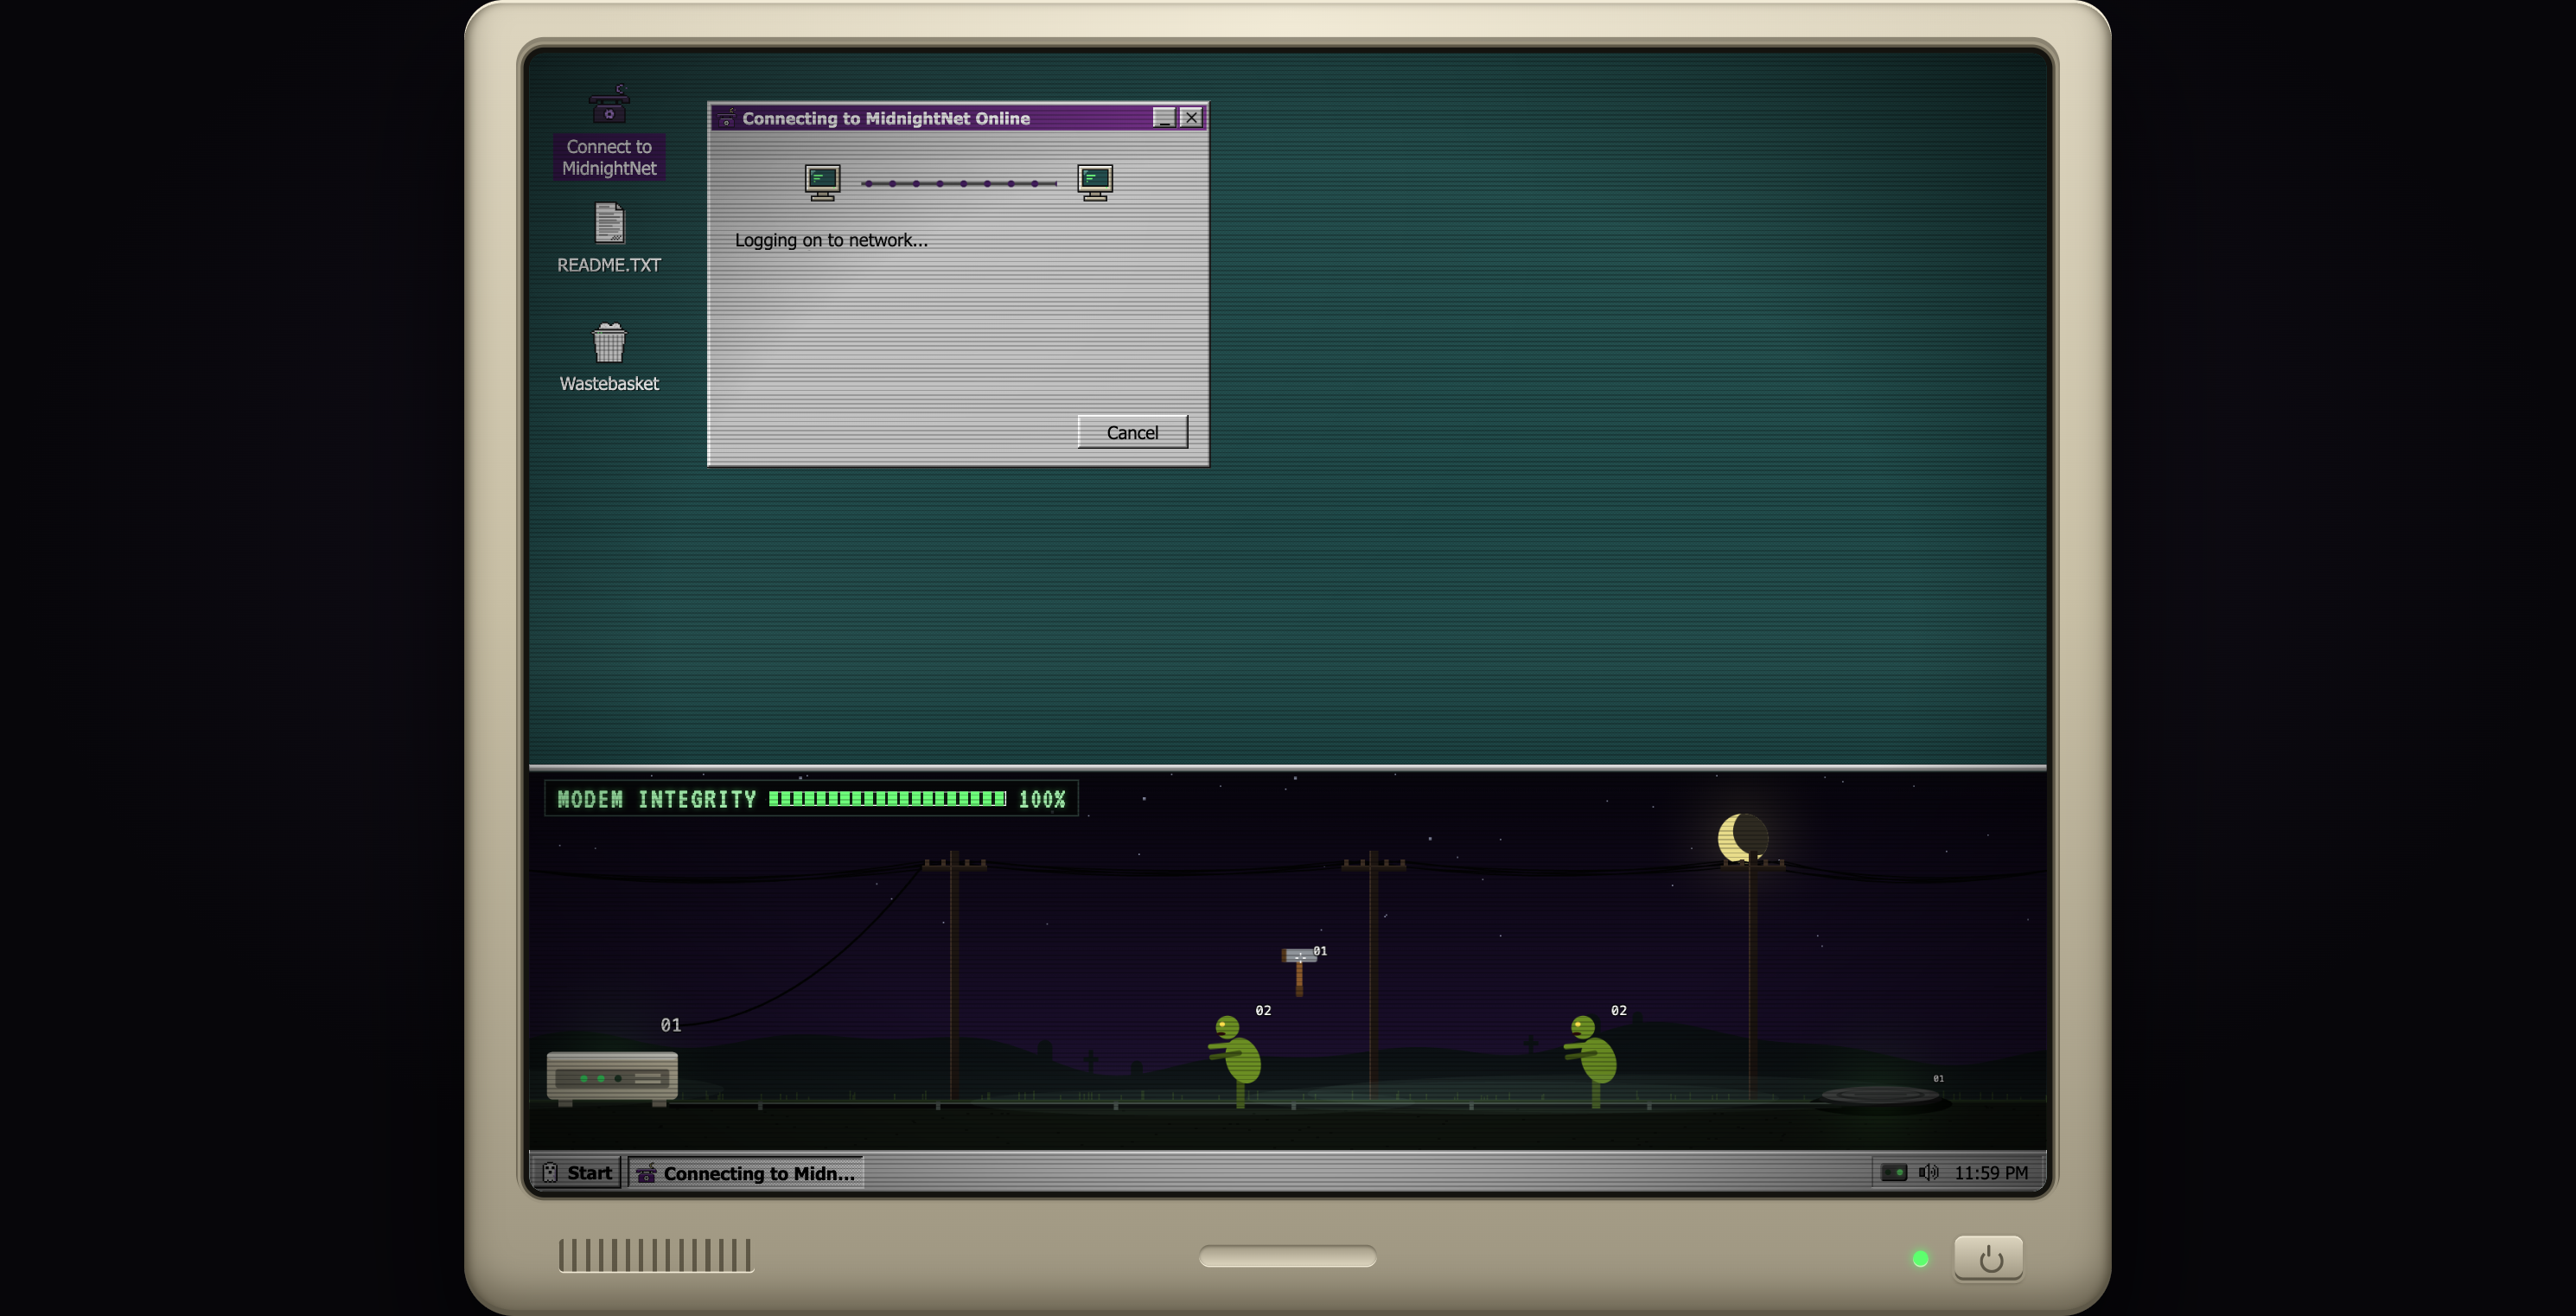 Connect to
MidnightNet
README.TXT
Wastebasket
Connecting to MidnightNet Online
Logging on to network...
Cancel
MODEM INTEGRITY 100%
01
01
02
02
01
Start
Connecting to Midn...
11:59 PM